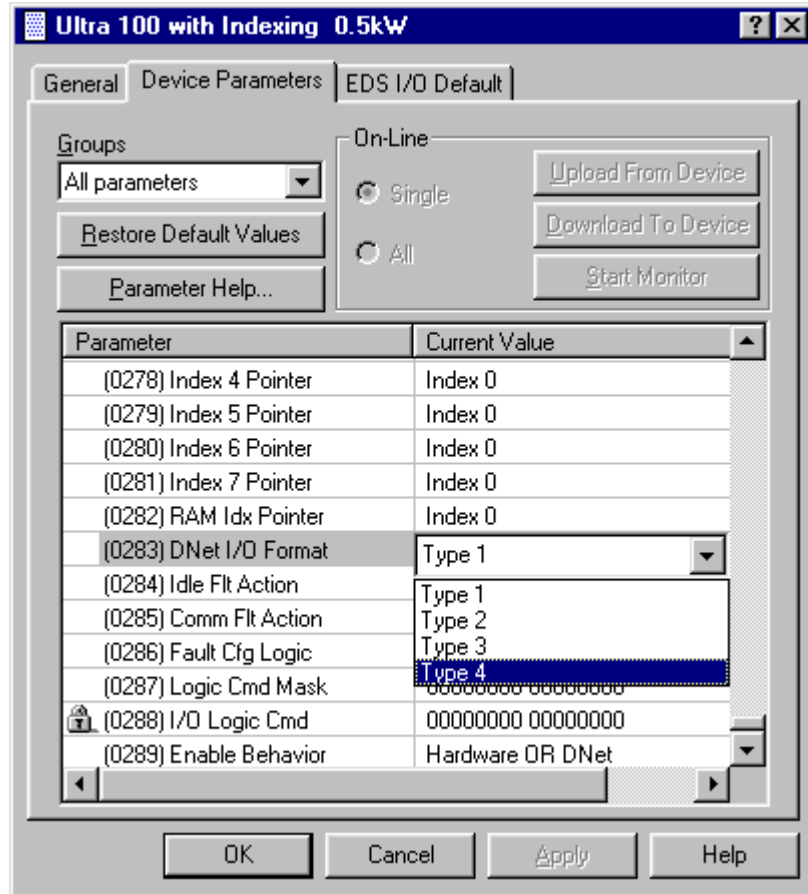 Ultra 100 with Indexing 0.5kW
General Device Parameters EDS I/O Default
Groups
All parameters
Restore Default Values
Parameter Help...
On-Line
Single
All
Upload From Device
Download To Device
Start Monitor
Parameter Current Value
(0278) Index 4 Pointer Index 0
(0279) Index 5 Pointer Index 0
(0280) Index 6 Pointer Index 0
(0281) Index 7 Pointer Index 0
(0282) RAM Idx Pointer Index 0
(0283) DNet I/O Format Type 1
(0284) Idle Flt Action Type 1
(0285) Comm Flt Action Type 2
(0286) Fault Cfg Logic Type 3
Type 4
(0287) Logic Cmd Mask 00000000 00000000
(0288) I/O Logic Cmd 00000000 00000000
(0289) Enable Behavior Hardware OR DNet
OK Cancel Apply Help